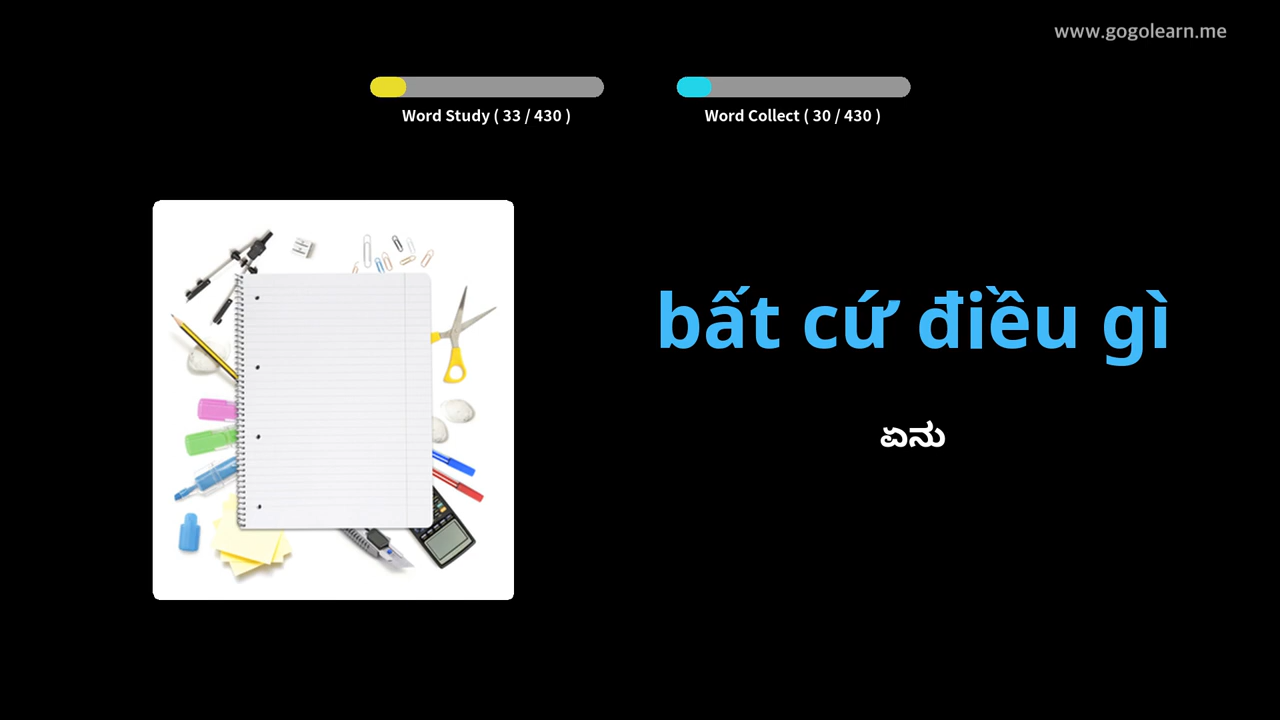 www.gogolearn.me
Word Study ( 33 / 430 )
Word Collect ( 30 / 430 )
bất cứ điều gì
ಏನು